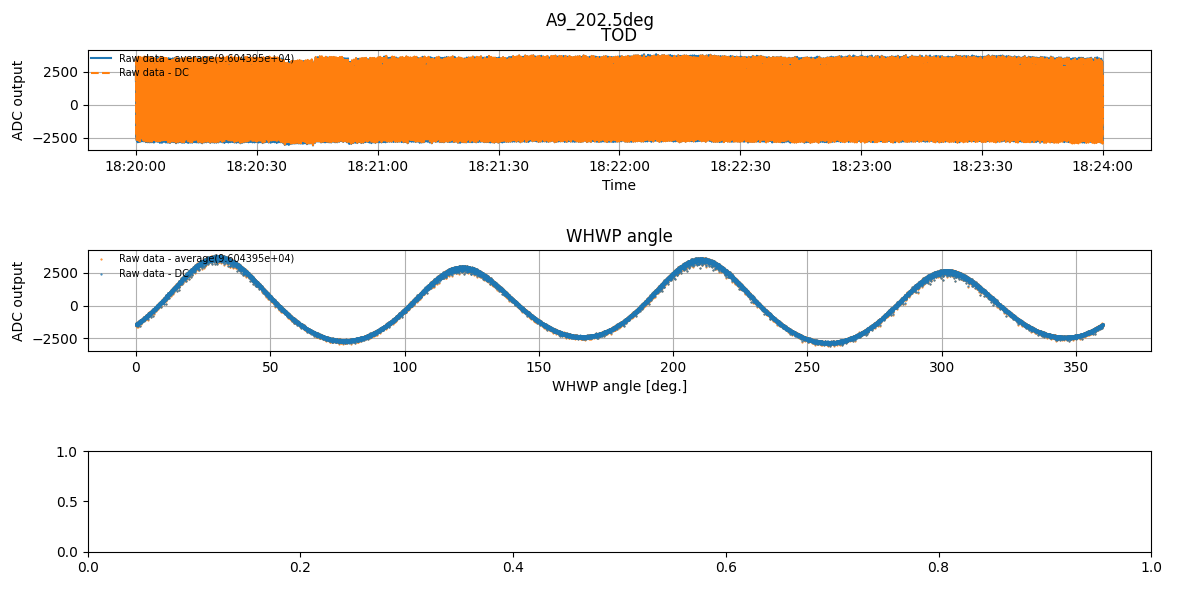 A9_202.5deg
TOD
ADC output
2500
0
−2500
Raw data - average(9.604395e+04)
Raw data - DC
18:20:00 18:20:30 18:21:00 18:21:30 18:22:00 18:22:30 18:23:00 18:23:30 18:24:00
Time
WHWP angle
ADC output
2500
0
−2500
Raw data - average(9.604395e+04)
Raw data - DC
0 50 100 150 200 250 300 350
WHWP angle [deg.]
1.0
0.5
0.0
0.0 0.2 0.4 0.6 0.8 1.0